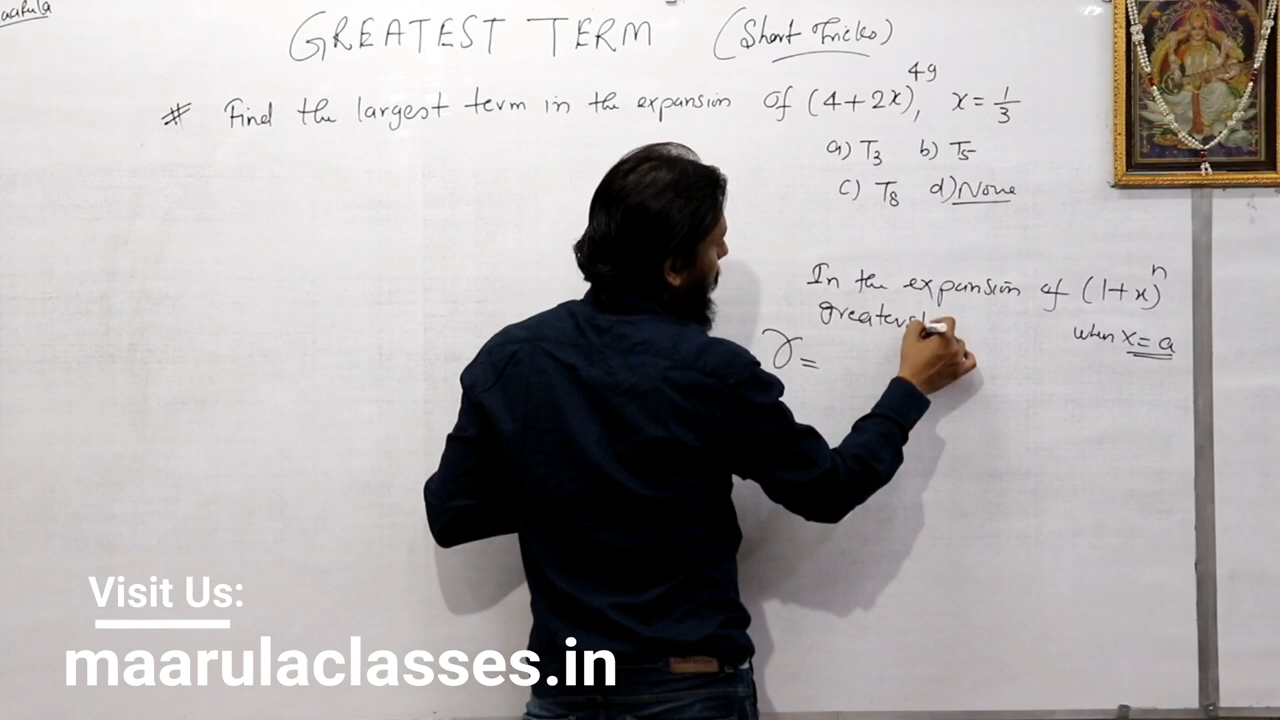 GREATEST TERM (Short Tricks)
# Find the largest term in the expansion of (4+2x)^49, x = 1/3
a) T3 b) T5
c) T8 d) None
In the expansion of (1+x)^n
greatest
when x = a
r =
Visit Us:
maarulaclasses.in